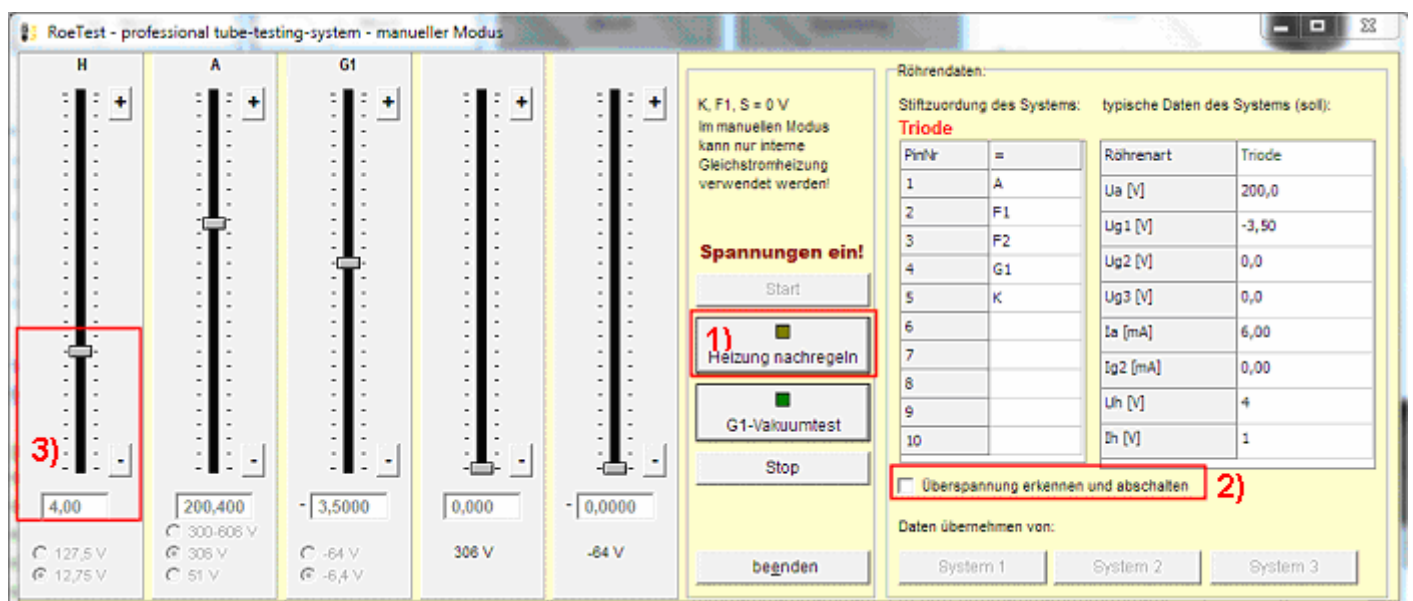 RoeTest - professional tube-testing-system - manueller Modus
H A G1
+ + + + +
3)
- - - - -
4,00 200,400 - 3,5000 0,000 - 0,0000
300-606 V
127,5 V 306 V -64 V 306 V -64 V
12,75 V 51 V -6,4 V
K, F1, S = 0 V
Im manuellen Modus
kann nur interne
Gleichstromheizung
verwendet werden!
Spannungen ein!
Start
1)
Heizung nachregeln
G1-Vakuumtest
Stop
beenden
Röhrendaten:
Stiftzuordung des Systems:
Triode
PinNr =
1 A
2 F1
3 F2
4 G1
5 K
6
7
8
9
10
typische Daten des Systems (soll):
Röhrenart Triode
Ua [V] 200,0
Ug1 [V] -3,50
Ug2 [V] 0,0
Ug3 [V] 0,0
Ia [mA] 6,00
Ig2 [mA] 0,00
Uh [V] 4
Ih [V] 1
Überspannung erkennen und abschalten 2)
Daten übernehmen von:
System 1 System 2 System 3